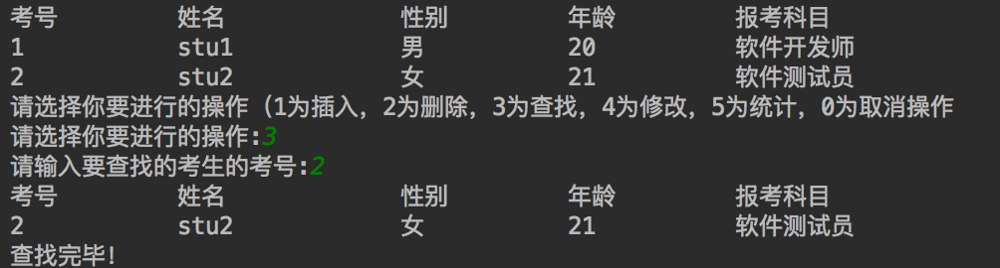 考号 姓名 性别 年龄 报考科目
1 stu1 男 20 软件开发师
2 stu2 女 21 软件测试员
请选择你要进行的操作（1为插入，2为删除，3为查找，4为修改，5为统计，0为取消操作
请选择你要进行的操作:3
请输入要查找的考生的考号:2
考号 姓名 性别 年龄 报考科目
2 stu2 女 21 软件测试员
查找完毕!